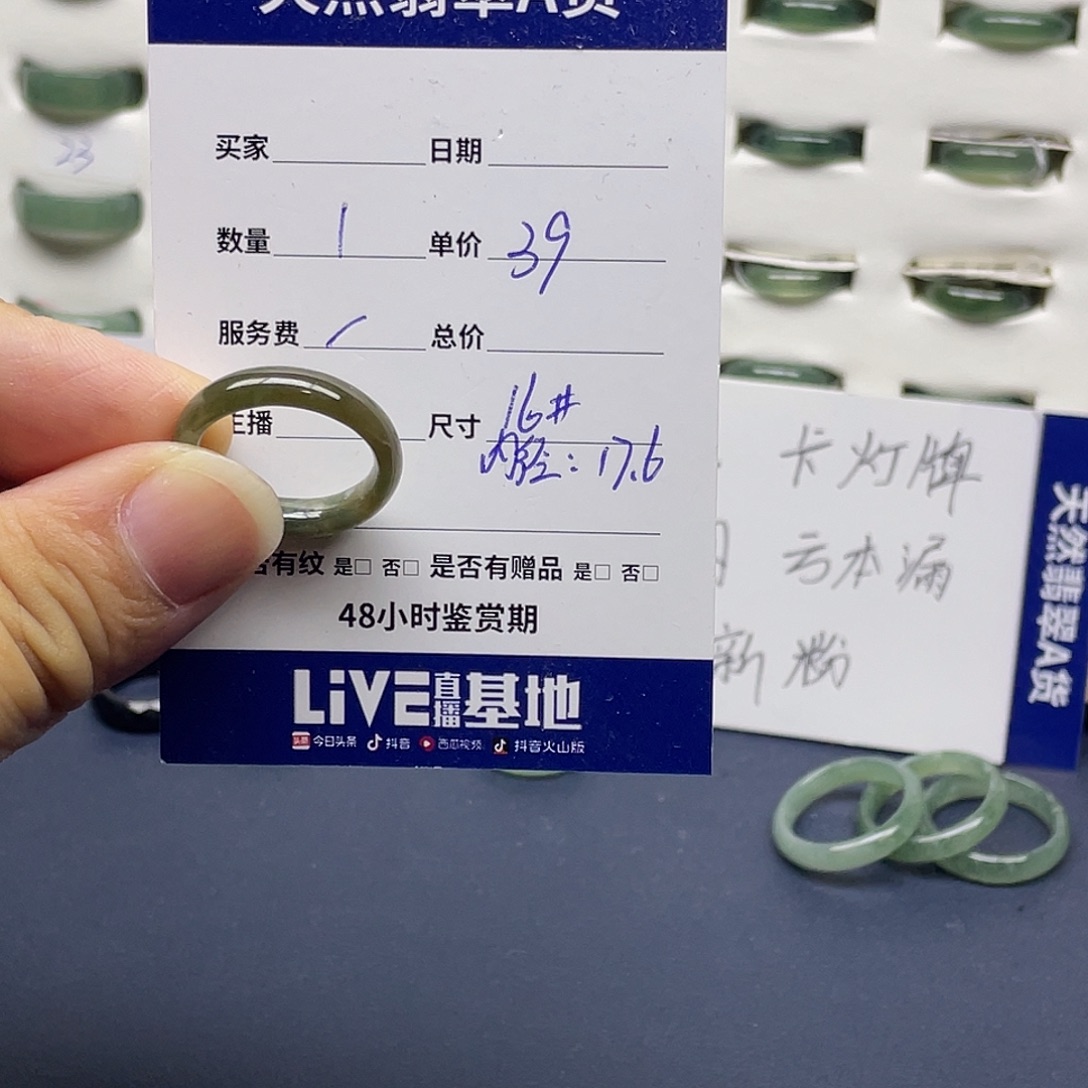 天然翡翠A货
23
买家 日期
数量 1 单价 39
服务费 / 总价
主播 尺寸 16#
内径：17.6
否有纹 是□ 否□ 是否有赠品 是□ 否□
48小时鉴赏期
LiVE直播基地
头条 今日头条 抖音 西瓜视频 抖音火山版
卡灯牌
亏本漏
新粉
天然翡翠A货